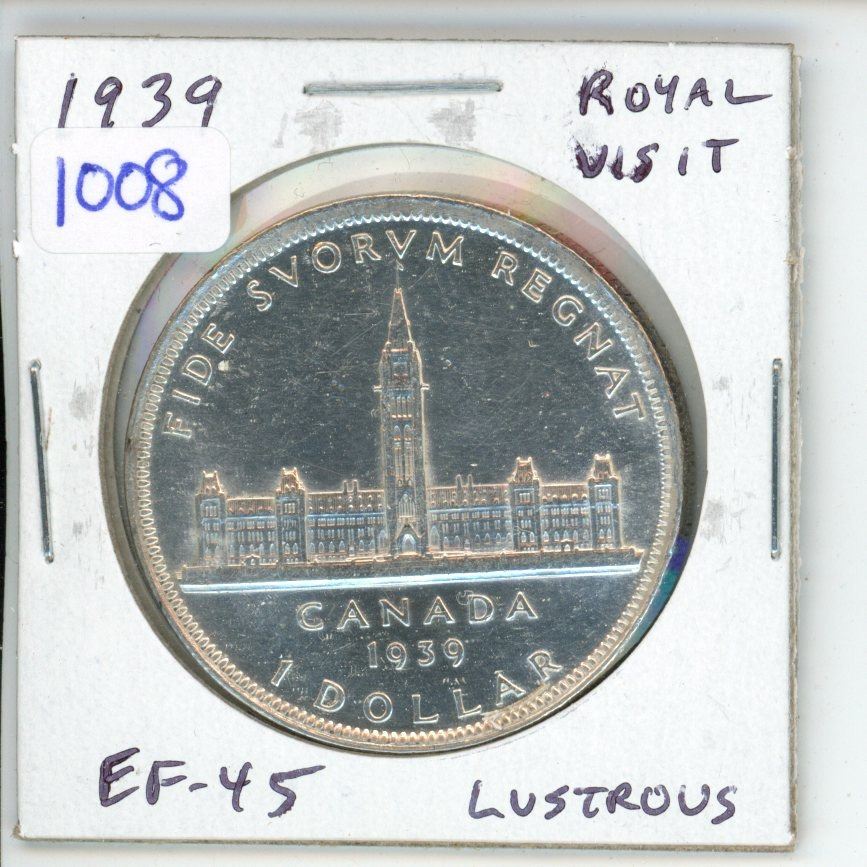 1939
ROYAL
VISIT
1008
FIDE SVORVM REGNAT
CANADA
1939
1 DOLLAR
EF-45
LUSTROUS